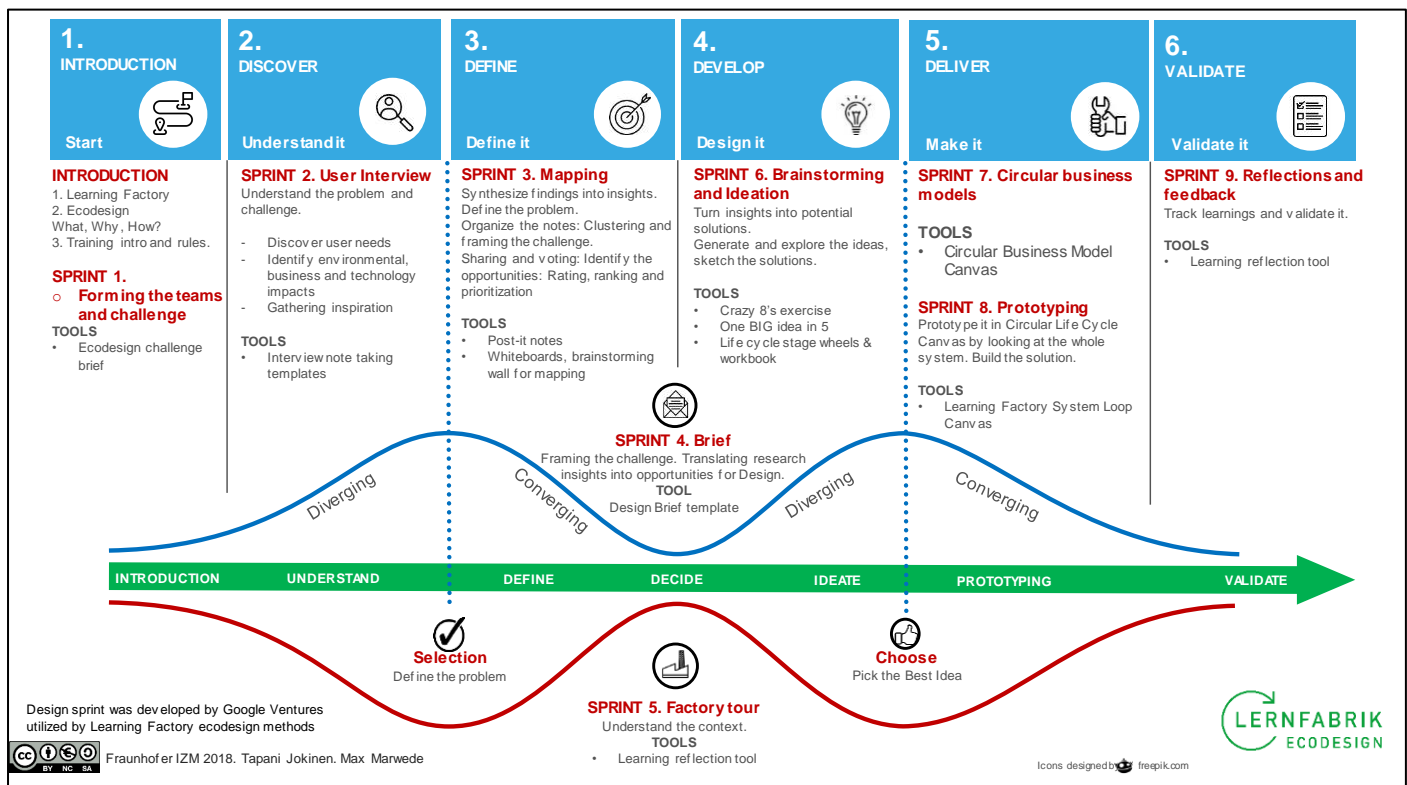 1.
INTRODUCTION
Start
2.
DISCOVER
Understand it
3.
DEFINE
Define it
4.
DEVELOP
Design it
5.
DELIVER
Make it
6.
VALIDATE
Validate it
INTRODUCTION
1. Learning Factory
2. Ecodesign
What, Why, How?
3. Training intro and rules.
SPRINT 1.
o Forming the teams
and challenge
TOOLS
• Ecodesign challenge
brief
SPRINT 2. User Interview
Understand the problem and
challenge.
- Discover user needs
- Identify environmental,
business and technology
impacts
- Gathering inspiration
TOOLS
• Interview note taking
templates
SPRINT 3. Mapping
Synthesize findings into insights.
Define the problem.
Organize the notes: Clustering and
framing the challenge.
Sharing and voting: Identify the
opportunities: Rating, ranking and
prioritization
TOOLS
• Post-it notes
• Whiteboards, brainstorming
wall for mapping
SPRINT 6. Brainstorming
and Ideation
Turn insights into potential
solutions.
Generate and explore the ideas,
sketch the solutions.
TOOLS
• Crazy 8's exercise
• One BIG idea in 5
• Life cycle stage wheels &
workbook
SPRINT 7. Circular business
models
TOOLS
• Circular Business Model
Canvas
SPRINT 8. Prototyping
Prototype it in Circular Life Cycle
Canvas by looking at the whole
system. Build the solution.
TOOLS
• Learning Factory System Loop
Canvas
SPRINT 9. Reflections and
feedback
Track learnings and validate it.
TOOLS
• Learning reflection tool
SPRINT 4. Brief
Framing the challenge. Translating research
insights into opportunities for Design.
TOOL
Design Brief template
Diverging
Converging
Diverging
Converging
INTRODUCTION
UNDERSTAND
DEFINE
DECIDE
IDEATE
PROTOTYPING
VALIDATE
Selection
Define the problem
SPRINT 5. Factory tour
Understand the context.
TOOLS
• Learning reflection tool
Choose
Pick the Best Idea
Design sprint was developed by Google Ventures
utilized by Learning Factory ecodesign methods
cc
BY NC SA
Fraunhofer IZM 2018. Tapani Jokinen. Max Marwede
Icons designed by freepik.com
LERNFABRIK
ECODESIGN